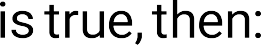 is true, then: